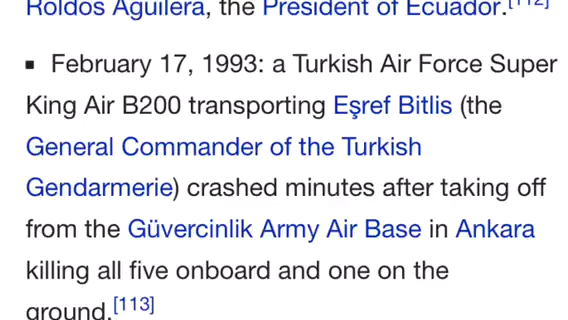 Roldós Aguilera, the President of Ecuador.[112]
▪ February 17, 1993: a Turkish Air Force Super
King Air B200 transporting Eşref Bitlis (the
General Commander of the Turkish
Gendarmerie) crashed minutes after taking off
from the Güvercinlik Army Air Base in Ankara
killing all five onboard and one on the
ground.[113]